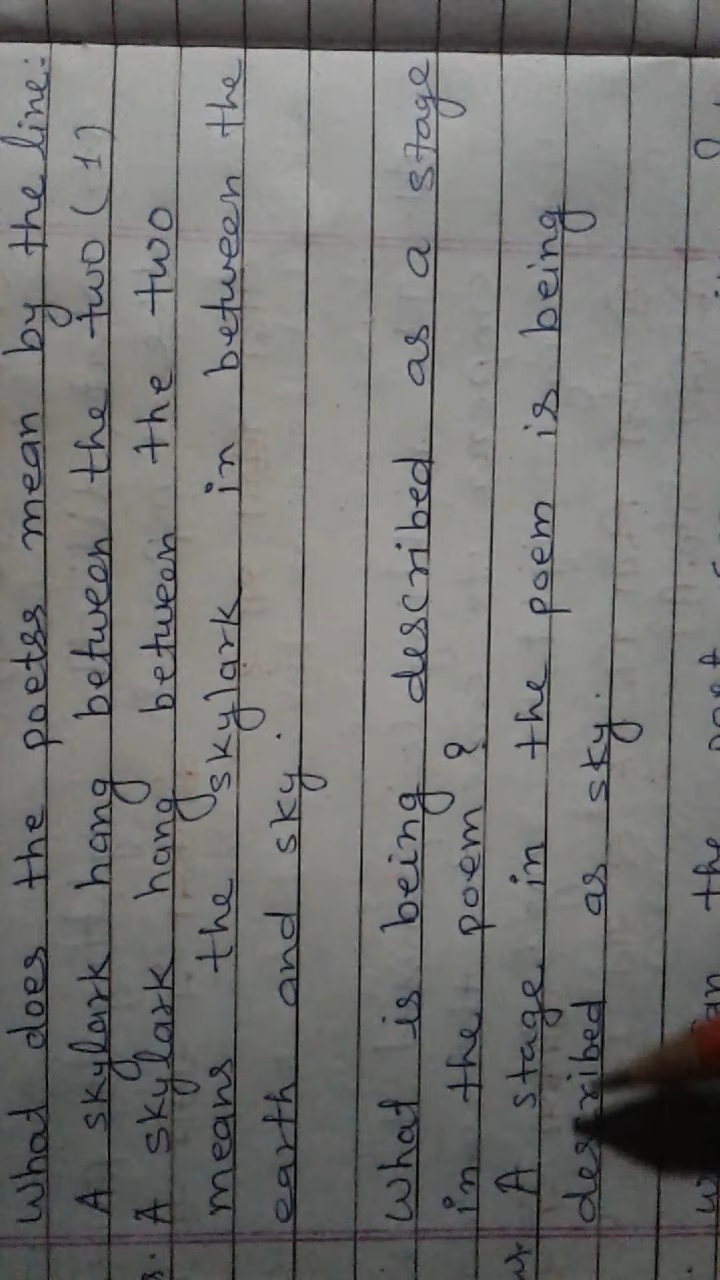 What does the poetss mean by the line:
A skylark hang between the two (1)
s. A skylark hang between the two
means the skylark in between the
earth and sky.
What is being described as a stage
in the poem ?
A stage in the poem is being
described as sky.
the